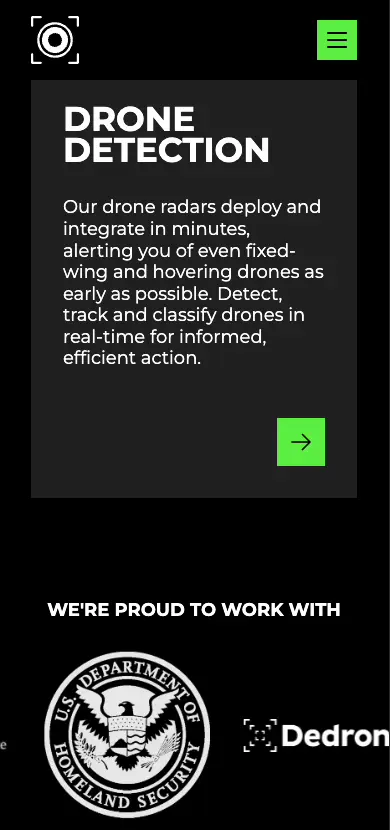 DRONE
DETECTION
Our drone radars deploy and
integrate in minutes,
alerting you of even fixed-
wing and hovering drones as
early as possible. Detect,
track and classify drones in
real-time for informed,
efficient action.
WE'RE PROUD TO WORK WITH
U.S. DEPARTMENT OF
HOMELAND SECURITY
e
Dedron